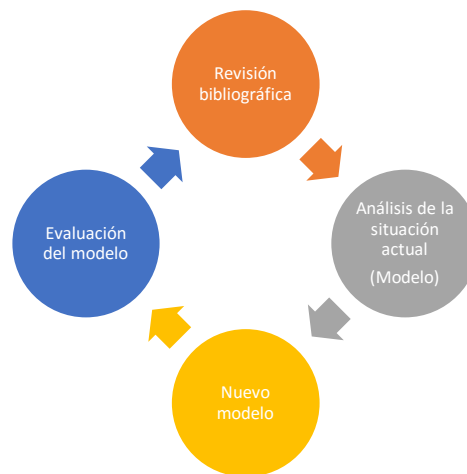 Revisión
bibliográfica
Análisis de la
situación
actual
(Modelo)
Nuevo
modelo
Evaluación
del modelo